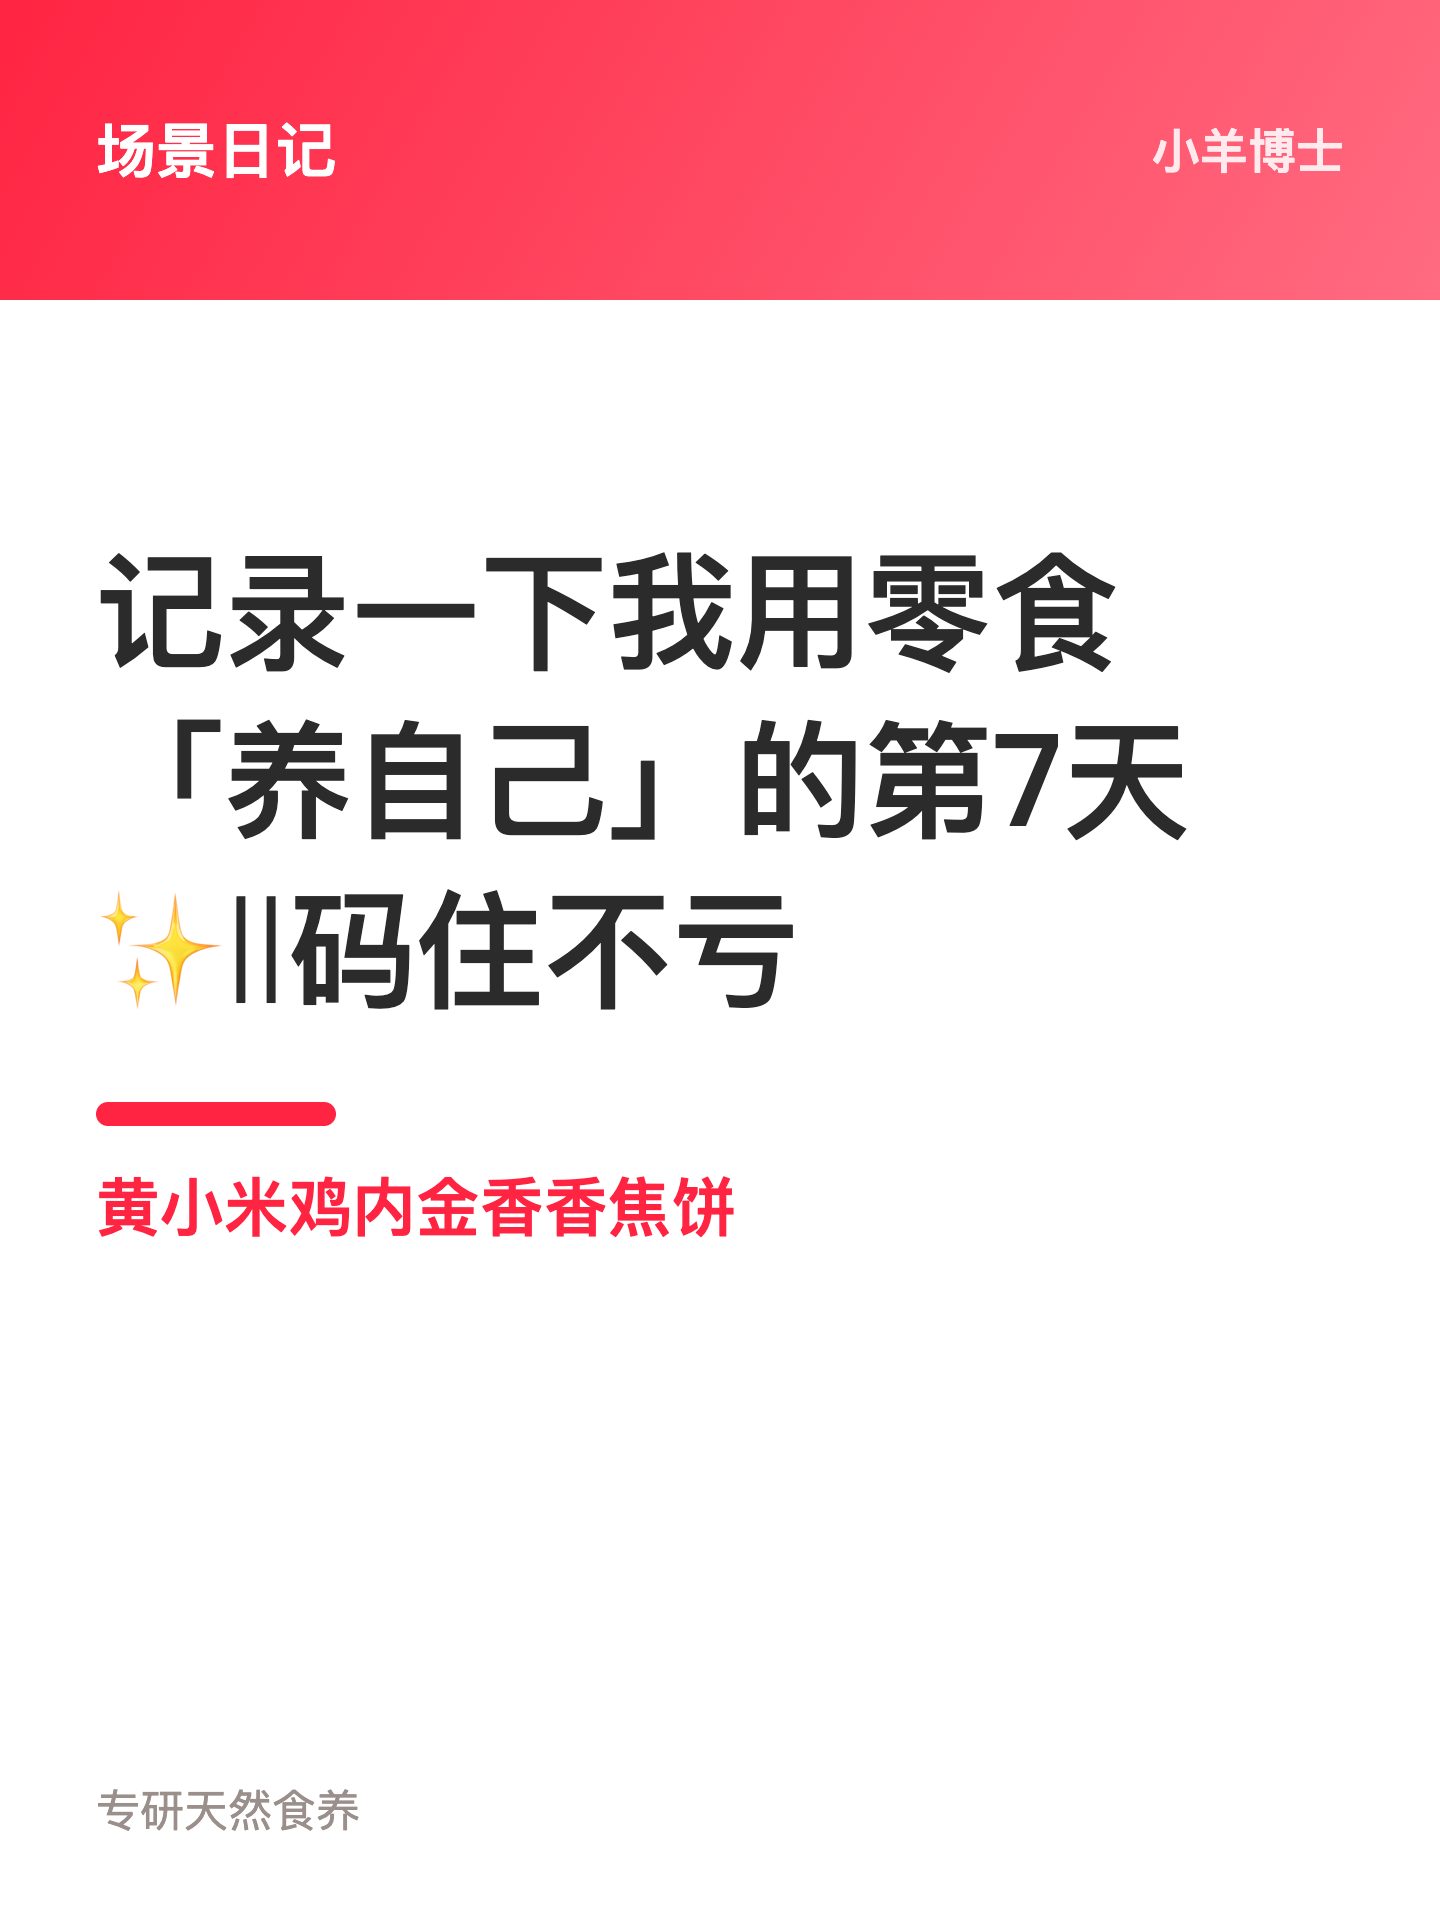 场景日记
小羊博士
记录一下我用零食
「养自己」的第7天
✨||码住不亏
黄小米鸡内金香香焦饼
专研天然食养